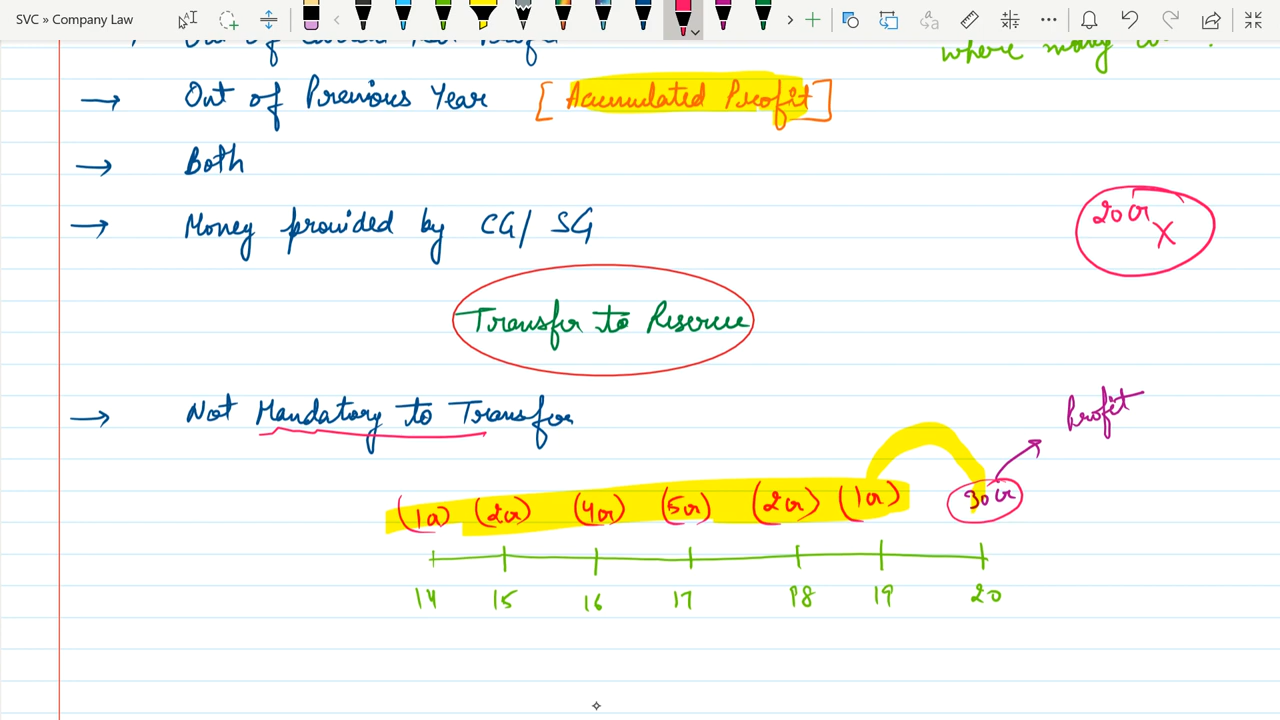 SVC » Company Law
→ Out of Previous Year [Accumulated Profit]
→ Both
→ Money provided by CG/ SG
20 cr X
Transfer to Reserve
→ Not Mandatory to Transfer
Profit
(1cr) (2cr) (4cr) (5cr) (2cr) (1cr) 30 cr
14 15 16 17 18 19 20